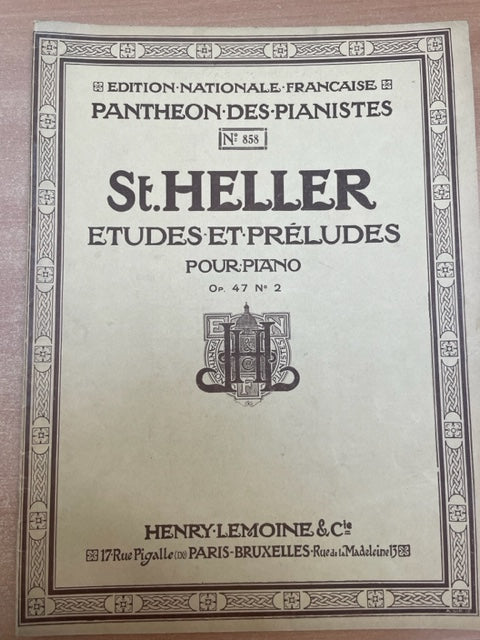 EDITION·NATIONALE·FRANCAISE
PANTHEON·DES·PIANISTES
No 858
St.HELLER
ETUDES·ET·PRÉLUDES
POUR·PIANO
Op. 47 No 2
E N
H L
& C
F
HENRY·LEMOINE & Cie
17·Rue Pigalle (IX) PARIS-BRUXELLES·Rue de la Madeleine 13